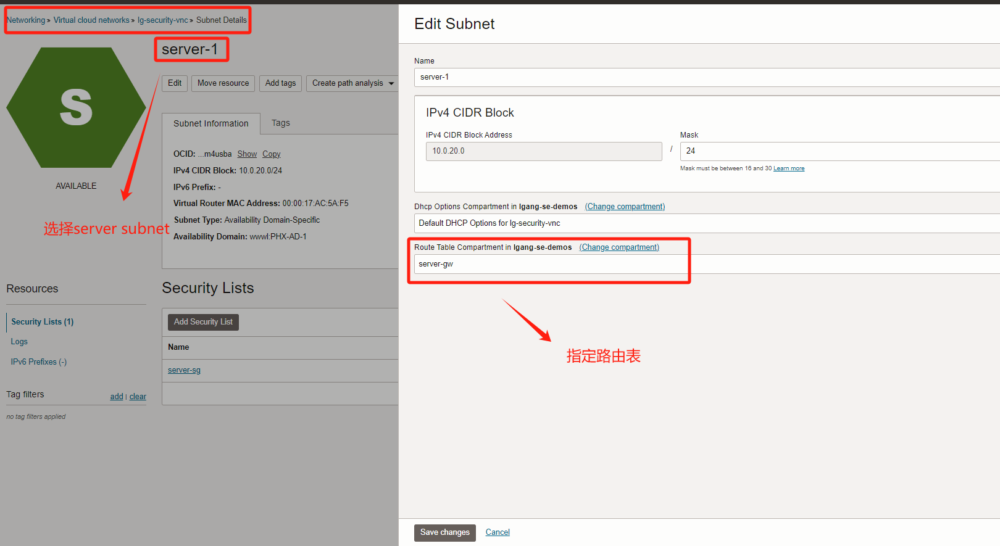 Networking » Virtual cloud networks » lg-security-vnc » Subnet Details
server-1
Edit
Move resource
Add tags
Create path analysis
S
AVAILABLE
Subnet Information
Tags
OCID: ...m4usba Show Copy
IPv4 CIDR Block: 10.0.20.0/24
IPv6 Prefix: -
Virtual Router MAC Address: 00:00:17:AC:5A:F5
Subnet Type: Availability Domain-Specific
Availability Domain: wwwl:PHX-AD-1
选择server subnet
Resources
Security Lists (1)
Logs
IPv6 Prefixes (-)
Tag filters
add | clear
no tag filters applied
Security Lists
Add Security List
Name
server-sg
Edit Subnet
Name
server-1
IPv4 CIDR Block
IPv4 CIDR Block Address
10.0.20.0
/
Mask
24
Mask must be between 16 and 30 Learn more
Dhcp Options Compartment in lgang-se-demos (Change compartment)
Default DHCP Options for lg-security-vnc
Route Table Compartment in lgang-se-demos (Change compartment)
server-gw
指定路由表
Save changes
Cancel